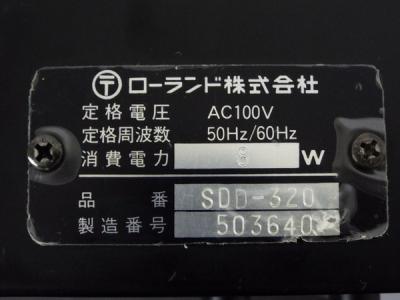 〒 ローランド株式会社
定格電圧 AC100V
定格周波数 50Hz/60Hz
消費電力 8 W
品番 SDD-320
製造番号 503640